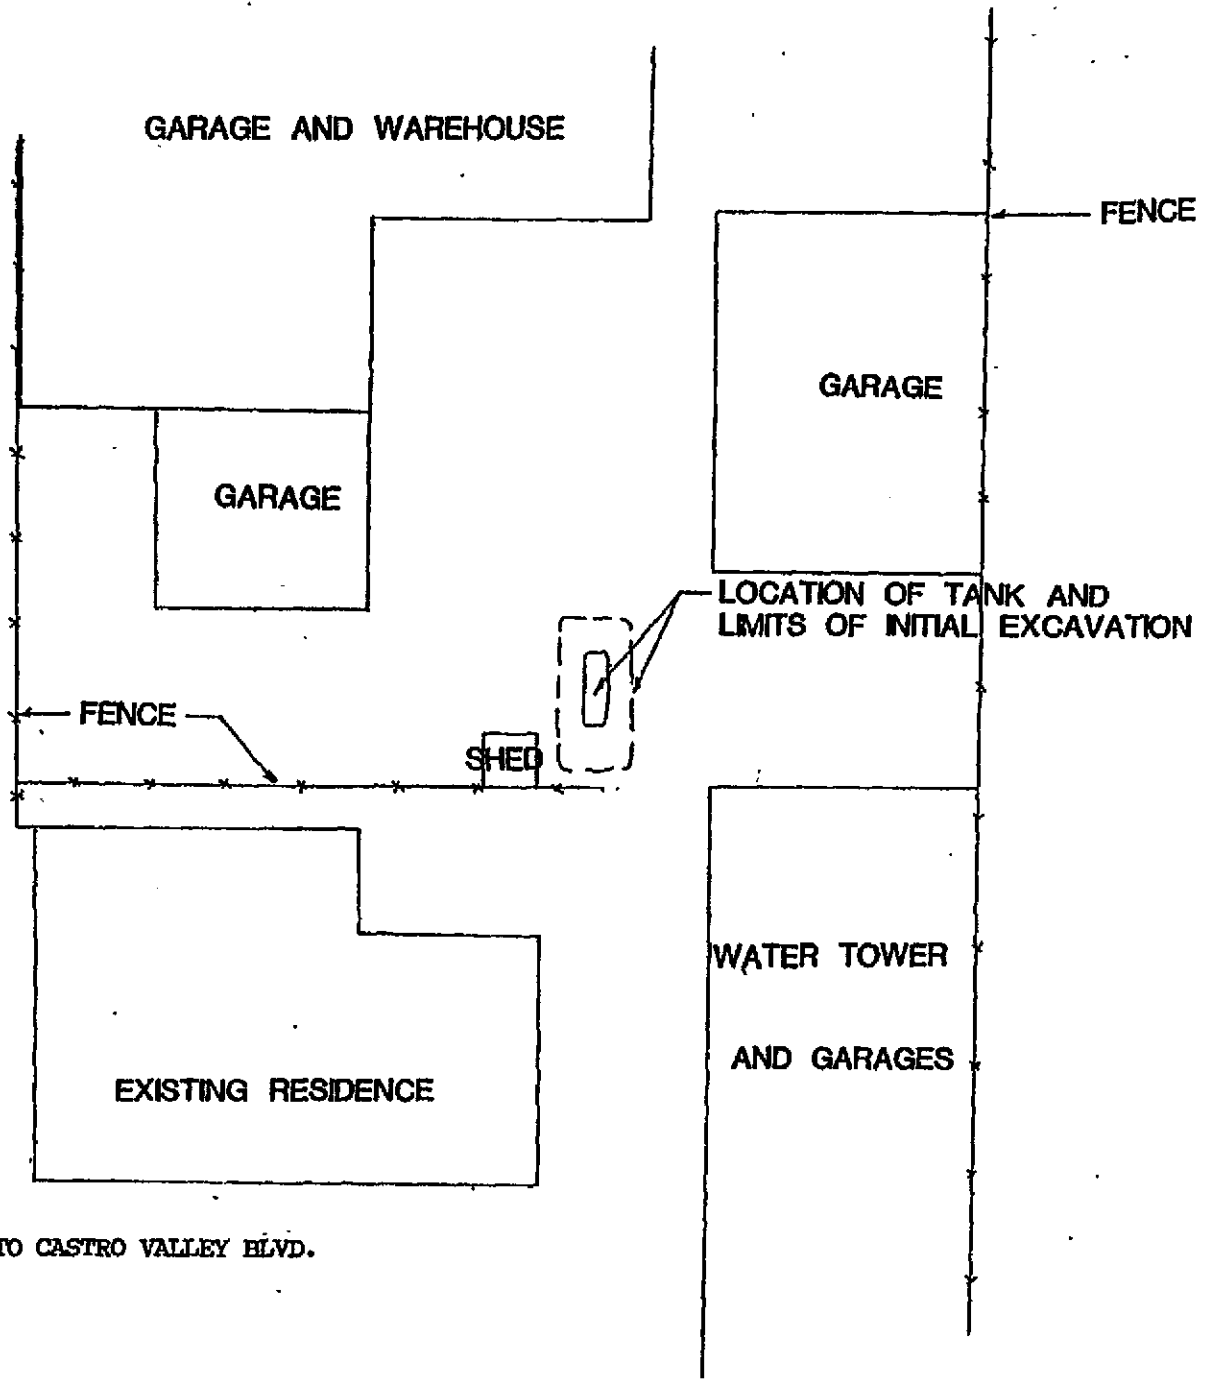 GARAGE AND WAREHOUSE
FENCE
GARAGE
GARAGE
LOCATION OF TANK AND
LIMITS OF INITIAL EXCAVATION
FENCE
SHED
WATER TOWER
AND GARAGES
EXISTING RESIDENCE
TO CASTRO VALLEY BLVD.